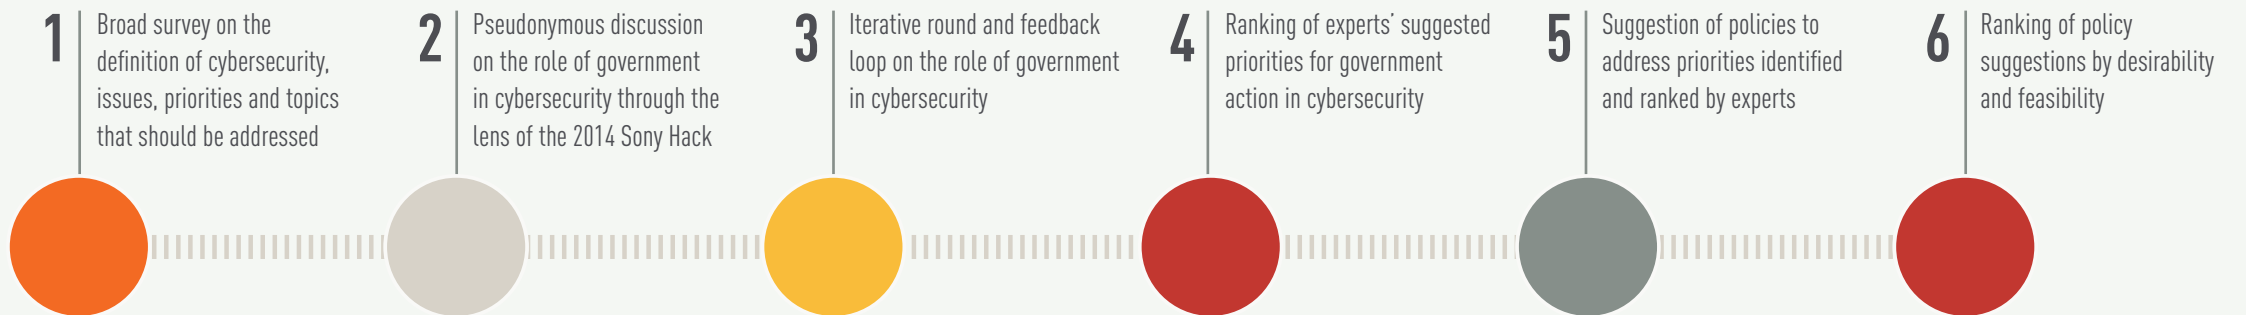 1
Broad survey on the
definition of cybersecurity,
issues, priorities and topics
that should be addressed
2
Pseudonymous discussion
on the role of government
in cybersecurity through the
lens of the 2014 Sony Hack
3
Iterative round and feedback
loop on the role of government
in cybersecurity
4
Ranking of experts' suggested
priorities for government
action in cybersecurity
5
Suggestion of policies to
address priorities identified
and ranked by experts
6
Ranking of policy
suggestions by desirability
and feasibility